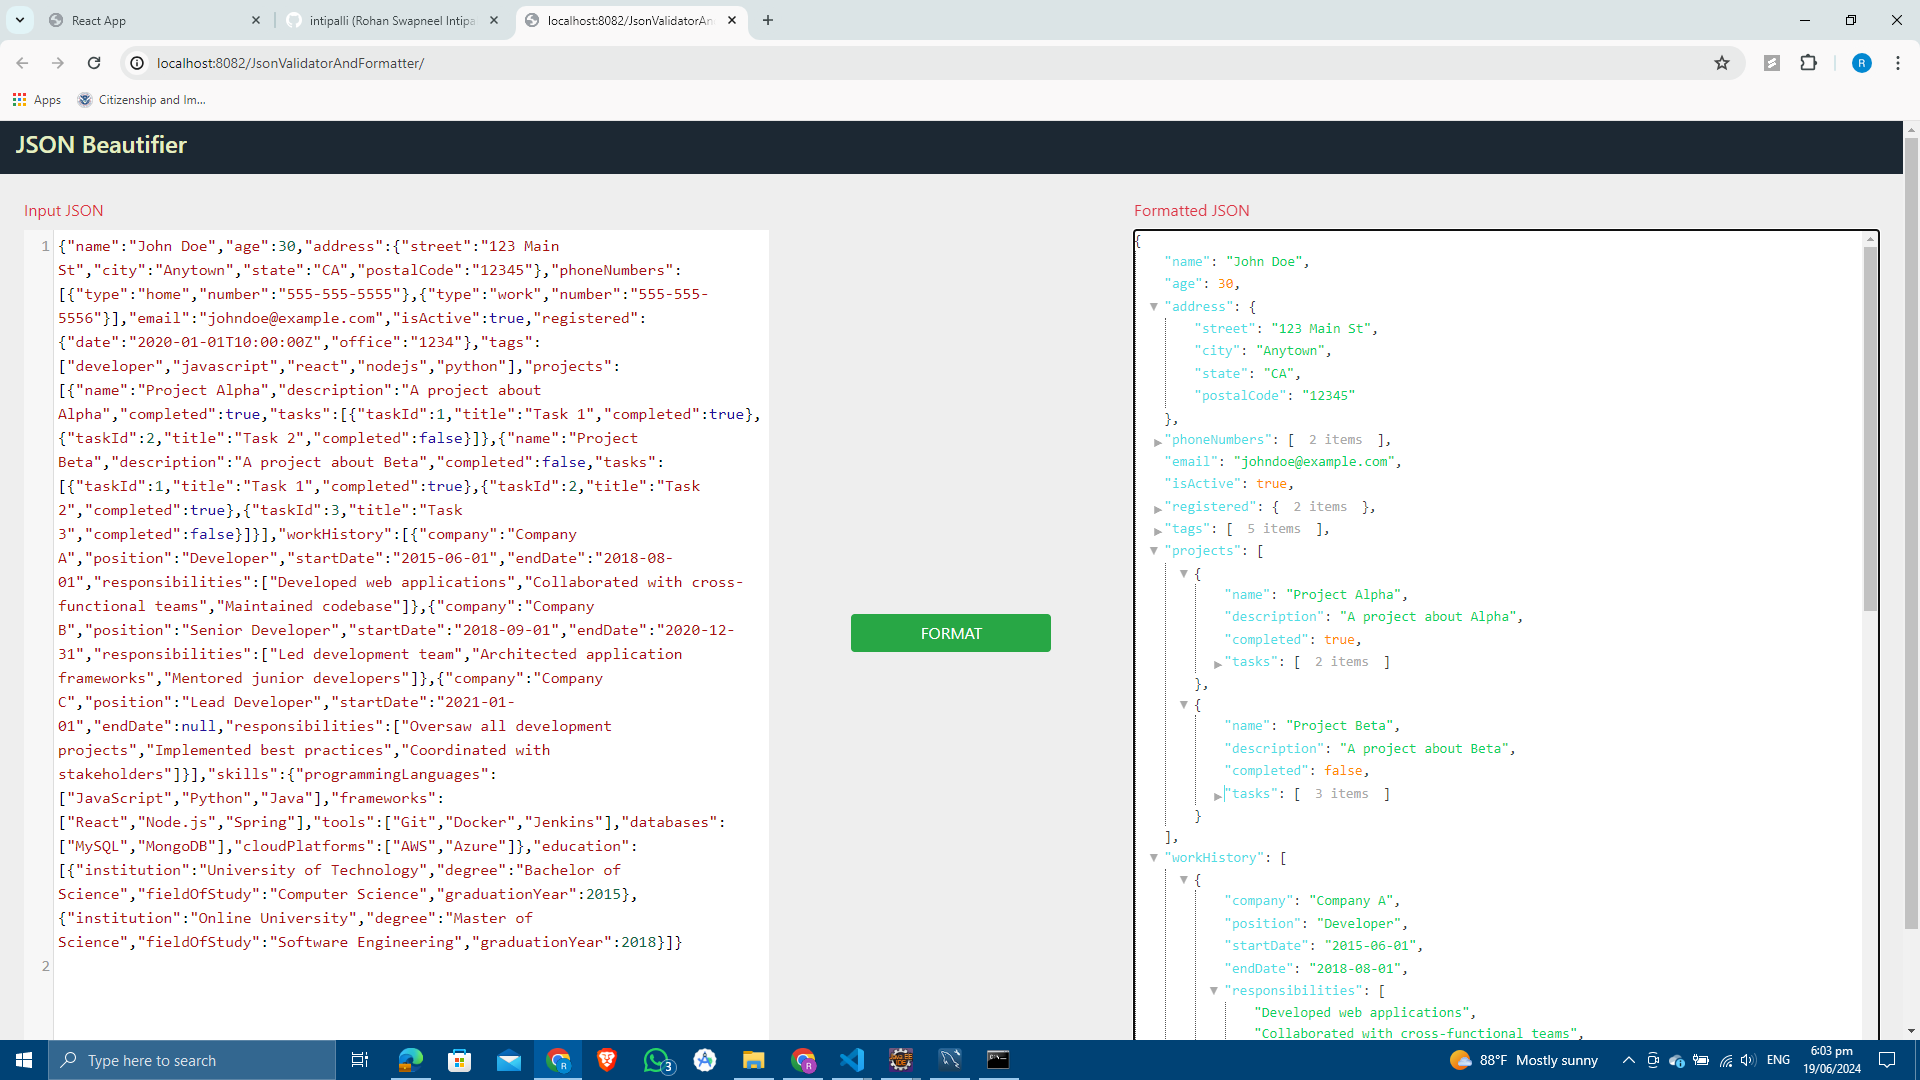 React App
intipalli (Rohan Swapneel Intipa
localhost:8082/JsonValidatorAn
localhost:8082/JsonValidatorAndFormatter/
R
Apps
Citizenship and Im...
JSON Beautifier
Input JSON
1
{"name":"John Doe","age":30,"address":{"street":"123 Main
St","city":"Anytown","state":"CA","postalCode":"12345"},"phoneNumbers":
[{"type":"home","number":"555-555-5555"},{"type":"work","number":"555-555-
5556"}],"email":"johndoe@example.com","isActive":true,"registered":
{"date":"2020-01-01T10:00:00Z","office":"1234"},"tags":
["developer","javascript","react","nodejs","python"],"projects":
[{"name":"Project Alpha","description":"A project about
Alpha","completed":true,"tasks":[{"taskId":1,"title":"Task 1","completed":true},
{"taskId":2,"title":"Task 2","completed":false}]},{"name":"Project
Beta","description":"A project about Beta","completed":false,"tasks":
[{"taskId":1,"title":"Task 1","completed":true},{"taskId":2,"title":"Task
2","completed":true},{"taskId":3,"title":"Task
3","completed":false}]}],"workHistory":[{"company":"Company
A","position":"Developer","startDate":"2015-06-01","endDate":"2018-08-
01","responsibilities":["Developed web applications","Collaborated with cross-
functional teams","Maintained codebase"]},{"company":"Company
B","position":"Senior Developer","startDate":"2018-09-01","endDate":"2020-12-
31","responsibilities":["Led development team","Architected application
frameworks","Mentored junior developers"]},{"company":"Company
C","position":"Lead Developer","startDate":"2021-01-
01","endDate":null,"responsibilities":["Oversaw all development
projects","Implemented best practices","Coordinated with
stakeholders"]}],"skills":{"programmingLanguages":
["JavaScript","Python","Java"],"frameworks":
["React","Node.js","Spring"],"tools":["Git","Docker","Jenkins"],"databases":
["MySQL","MongoDB"],"cloudPlatforms":["AWS","Azure"]},"education":
[{"institution":"University of Technology","degree":"Bachelor of
Science","fieldOfStudy":"Computer Science","graduationYear":2015},
{"institution":"Online University","degree":"Master of
Science","fieldOfStudy":"Software Engineering","graduationYear":2018}]}
2
FORMAT
Formatted JSON
{
"name": "John Doe",
"age": 30,
"address": {
"street": "123 Main St",
"city": "Anytown",
"state": "CA",
"postalCode": "12345"
},
"phoneNumbers": [ 2 items ],
"email": "johndoe@example.com",
"isActive": true,
"registered": { 2 items },
"tags": [ 5 items ],
"projects": [
{
"name": "Project Alpha",
"description": "A project about Alpha",
"completed": true,
"tasks": [ 2 items ]
},
{
"name": "Project Beta",
"description": "A project about Beta",
"completed": false,
"tasks": [ 3 items ]
}
],
"workHistory": [
{
"company": "Company A",
"position": "Developer",
"startDate": "2015-06-01",
"endDate": "2018-08-01",
"responsibilities": [
"Developed web applications",
"Collaborated with cross-functional teams",
Type here to search
3
88°F Mostly sunny
ENG
6:03 pm
19/06/2024